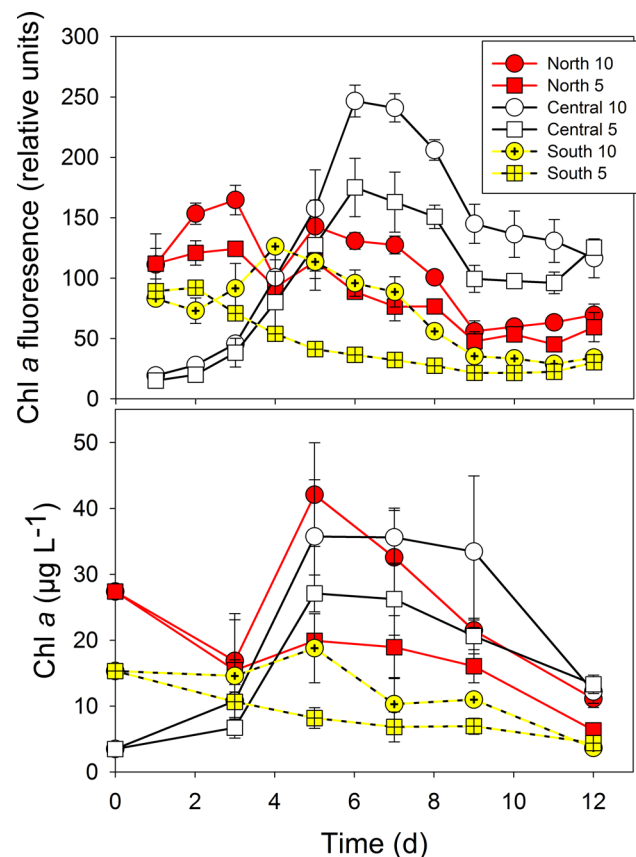 Chl a fluoresence (relative units)
300
250
200
150
100
50
0
North 10
North 5
Central 10
Central 5
South 10
South 5
Chl a (µg L-1)
50
40
30
20
10
0
0 2 4 6 8 10 12
Time (d)